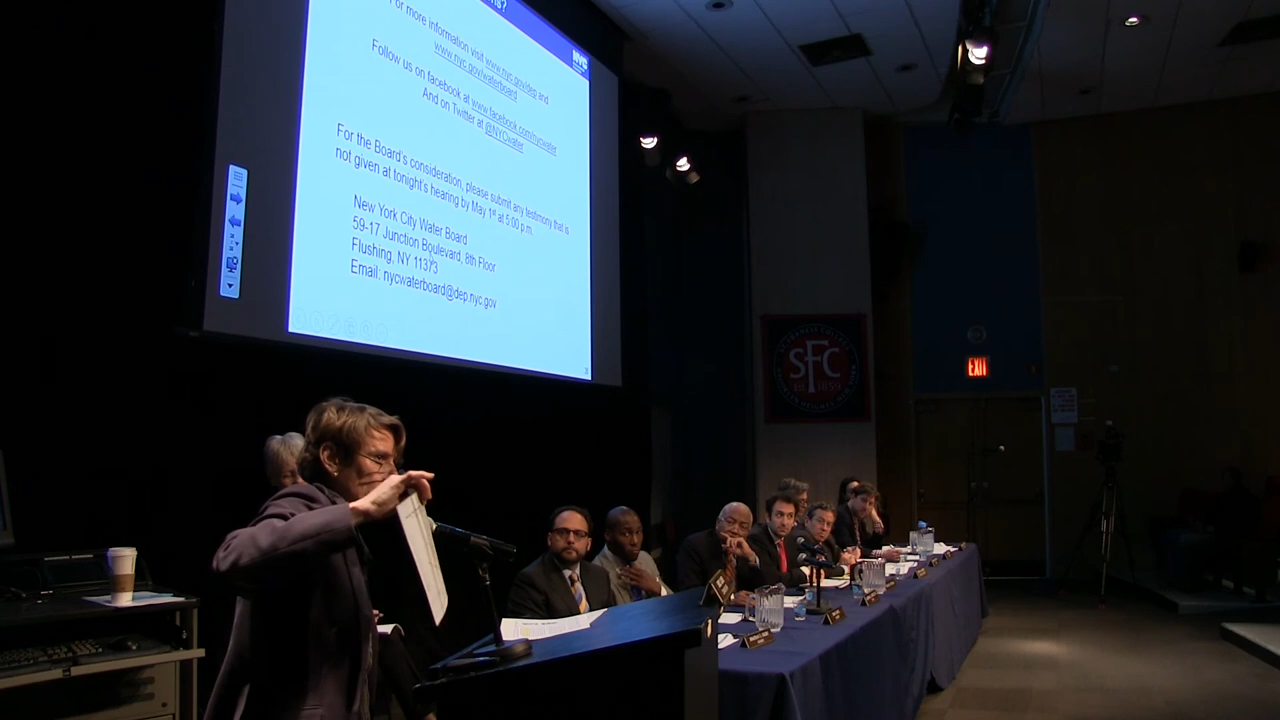 For more information visit www.nyc.gov/dep and
www.nyc.gov/waterboard
Follow us on facebook at www.facebook.com/nycwater
And on Twitter at @NYCwater
For the Board's consideration, please submit any testimony that is
not given at tonight's hearing by May 1st at 5:00 p.m.
New York City Water Board
59-17 Junction Boulevard, 8th Floor
Flushing, NY 11373
Email: nycwaterboard@dep.nyc.gov
NYC
SFC
EXIT